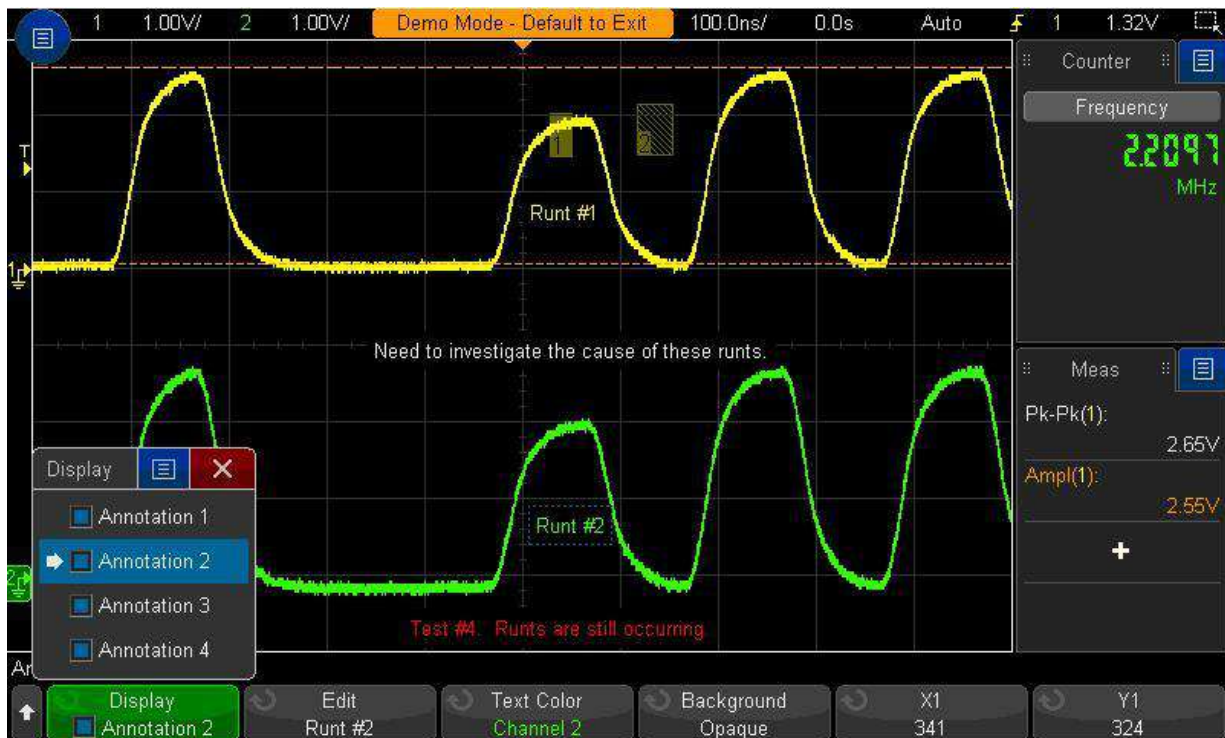 1 1.00V/ 2 1.00V/ Demo Mode - Default to Exit 100.0ns/ 0.0s Auto 1 1.32V
Counter
Frequency
2.2097
MHz
T
1
2
Runt #1
1
Need to investigate the cause of these runts.
Meas
Pk-Pk(1):
2.65V
Ampl(1):
2.55V
+
Display
Annotation 1
Annotation 2
Annotation 3
Annotation 4
Runt #2
2
Test #4. Runts are still occurring
Display
Annotation 2
Edit
Runt #2
Text Color
Channel 2
Background
Opaque
X1
341
Y1
324